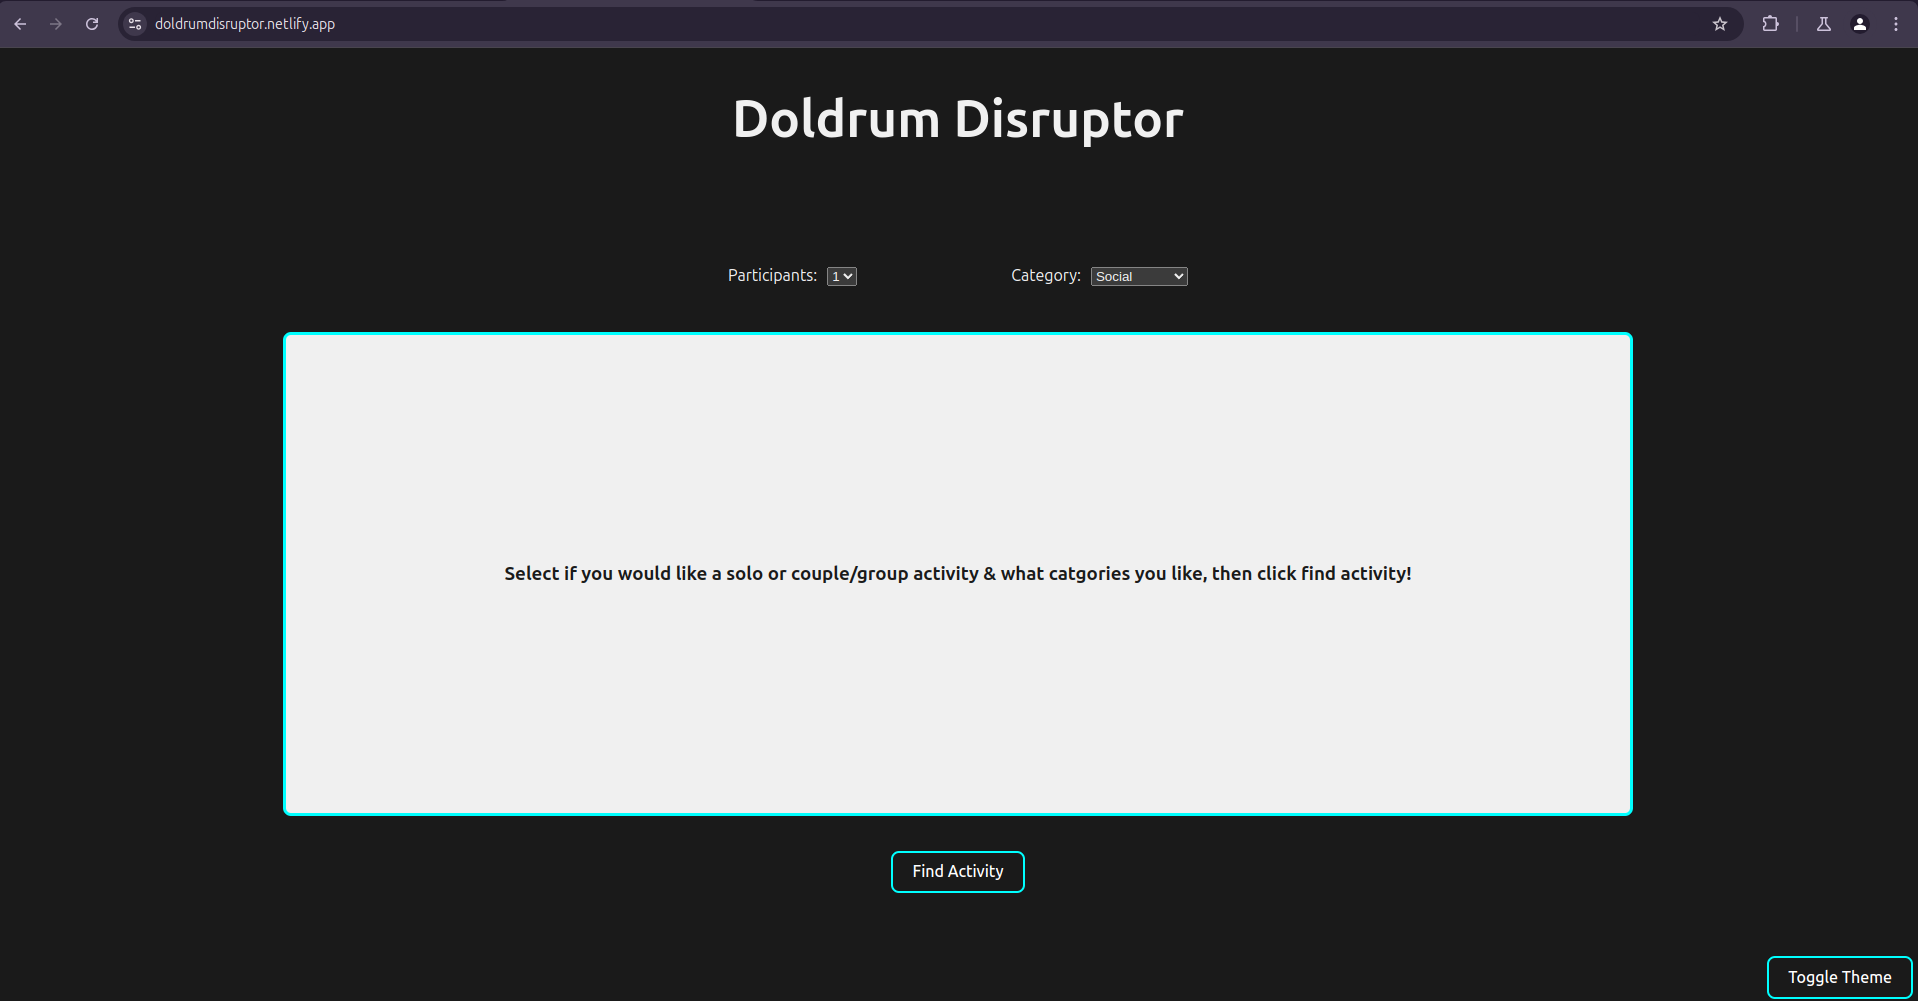 doldrumdisruptor.netlify.app
Doldrum Disruptor
Participants: 1 Category: Social
Select if you would like a solo or couple/group activity & what catgories you like, then click find activity!
Find Activity
Toggle Theme